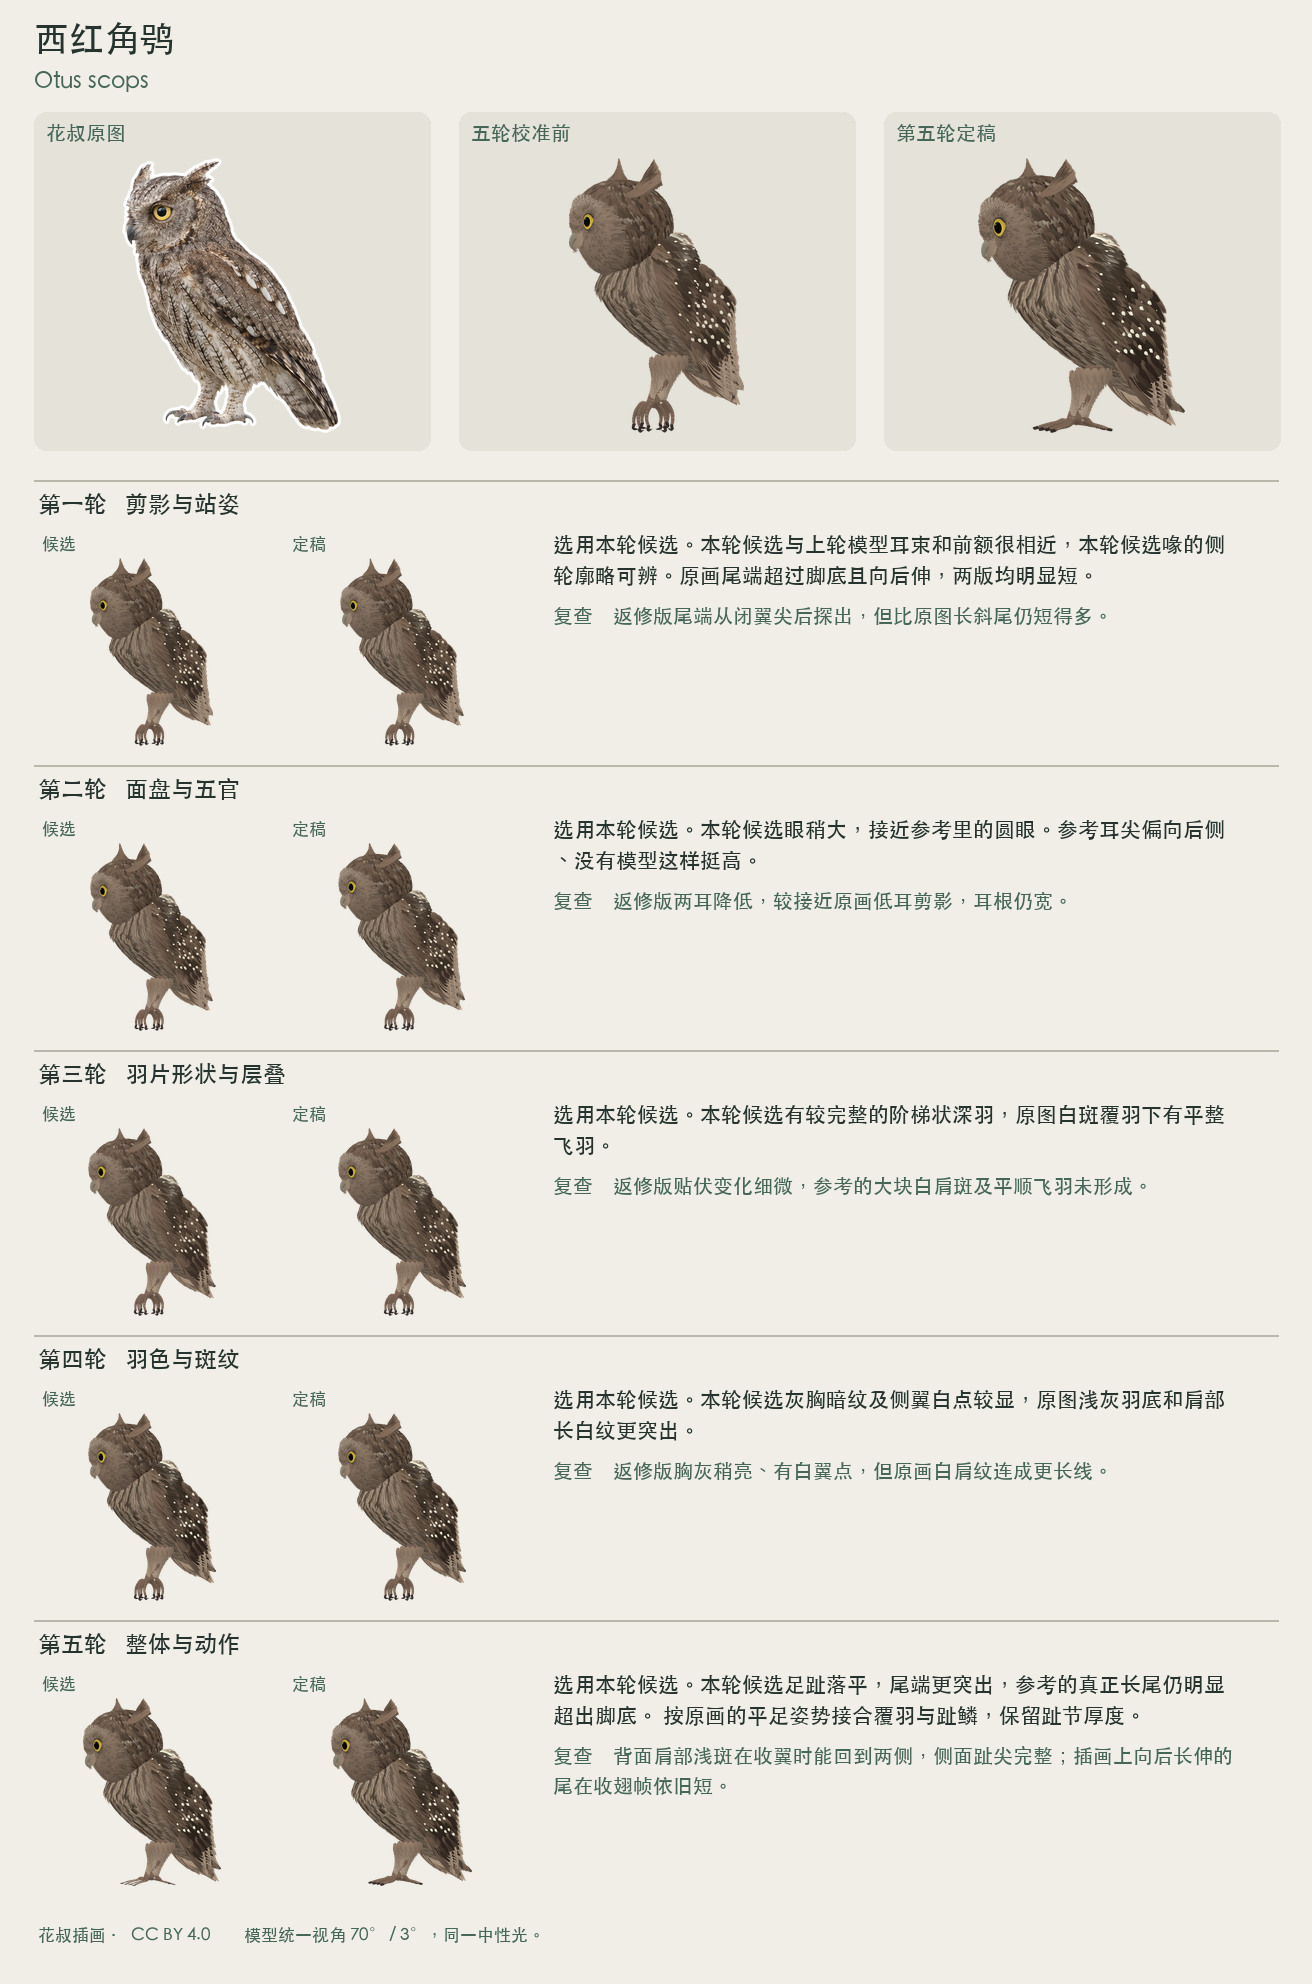 西红角鸮
Otus scops
花叔原图
五轮校准前
第五轮定稿
第一轮 剪影与站姿
候选
定稿
选用本轮候选。本轮候选与上轮模型耳束和前额很相近，本轮候选喙的侧
轮廓略可辨。原画尾端超过脚底且向后伸，两版均明显短。
复查 返修版尾端从闭翼尖后探出，但比原图长斜尾仍短得多。
第二轮 面盘与五官
候选
定稿
选用本轮候选。本轮候选眼稍大，接近参考里的圆眼。参考耳尖偏向后侧
、没有模型这样挺高。
复查 返修版两耳降低，较接近原画低耳剪影，耳根仍宽。
第三轮 羽片形状与层叠
候选
定稿
选用本轮候选。本轮候选有较完整的阶梯状深羽，原图白斑覆羽下有平整
飞羽。
复查 返修版贴伏变化细微，参考的大块白肩斑及平顺飞羽未形成。
第四轮 羽色与斑纹
候选
定稿
选用本轮候选。本轮候选灰胸暗纹及侧翼白点较显，原图浅灰羽底和肩部
长白纹更突出。
复查 返修版胸灰稍亮、有白翼点，但原画白肩纹连成更长线。
第五轮 整体与动作
候选
定稿
选用本轮候选。本轮候选足趾落平，尾端更突出，参考的真正长尾仍明显
超出脚底。 按原画的平足姿势接合覆羽与趾鳞，保留趾节厚度。
复查 背面肩部浅斑在收翼时能回到两侧，侧面趾尖完整；插画上向后长伸的
尾在收翅帧依旧短。
花叔插画 · CC BY 4.0 模型统一视角 70° / 3° ，同一中性光。